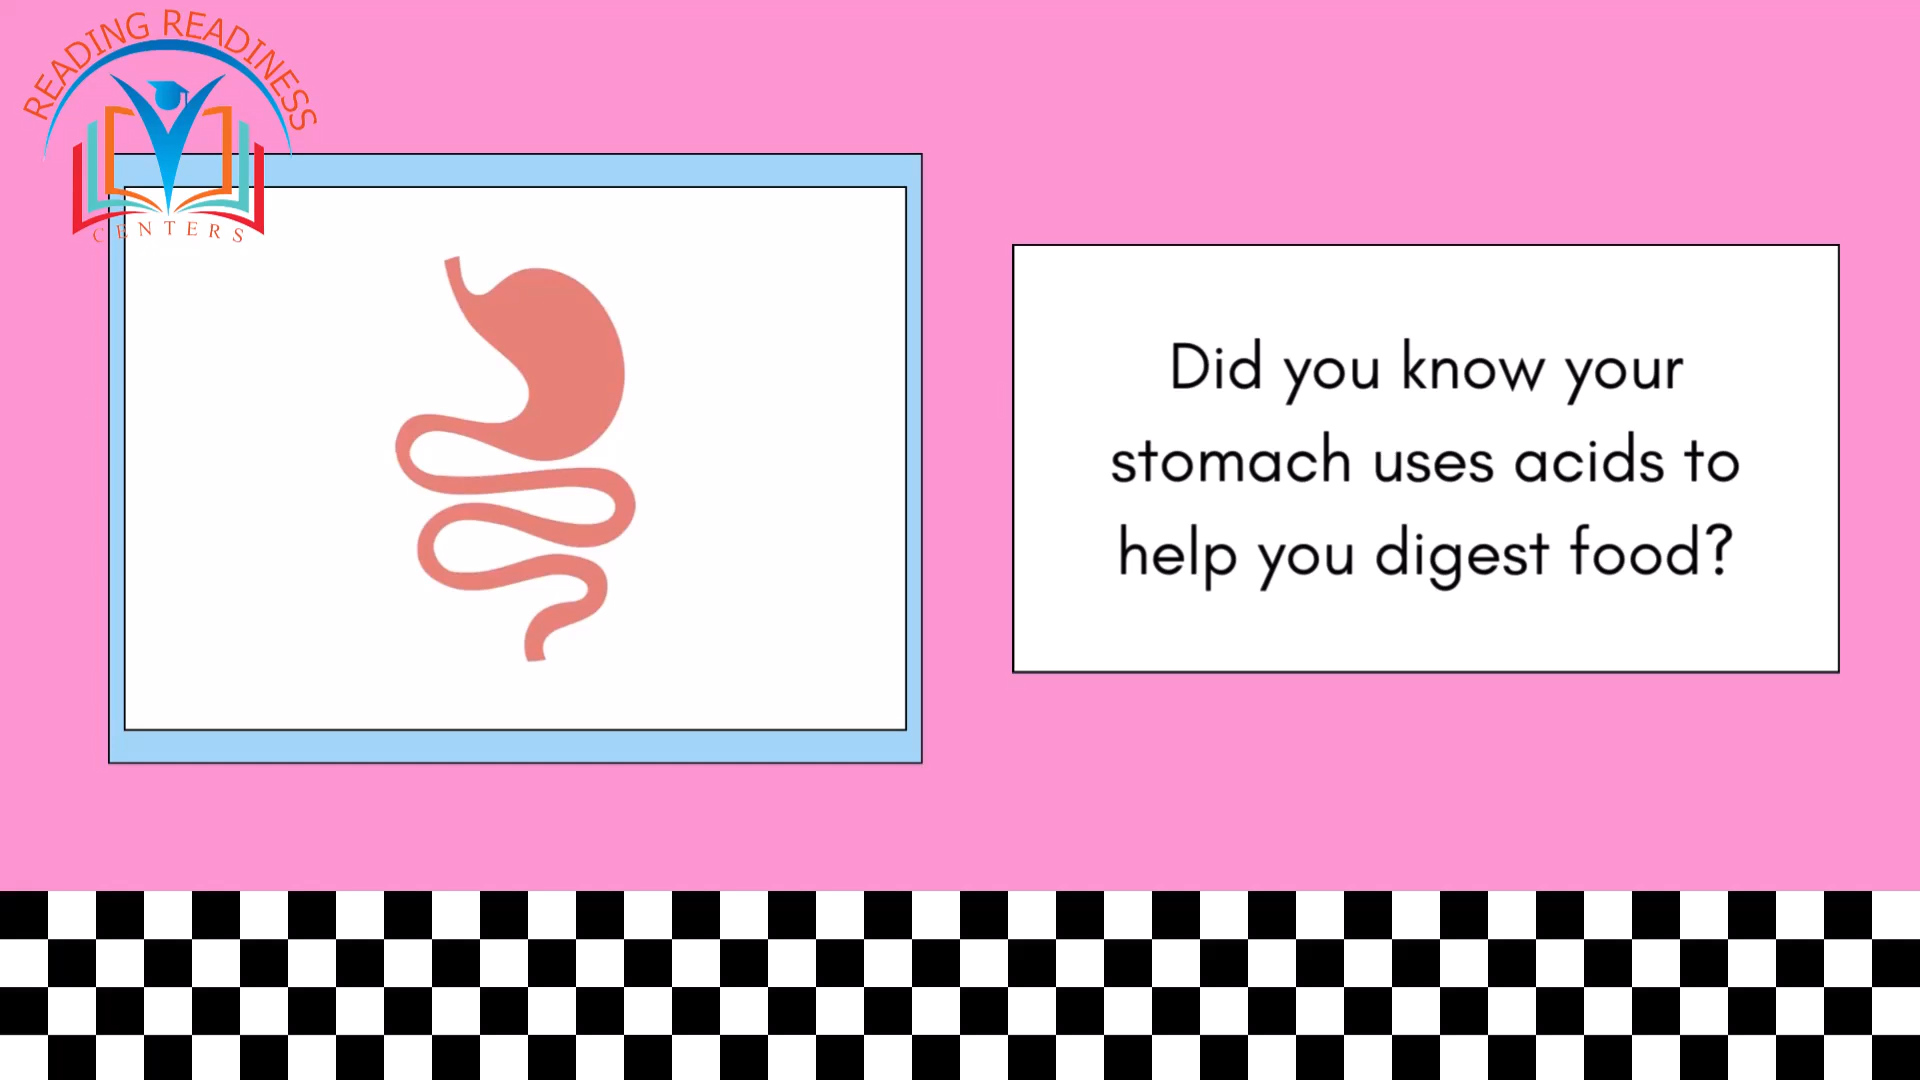 READING READINESS
CENTERS
Did you know your
stomach uses acids to
help you digest food?